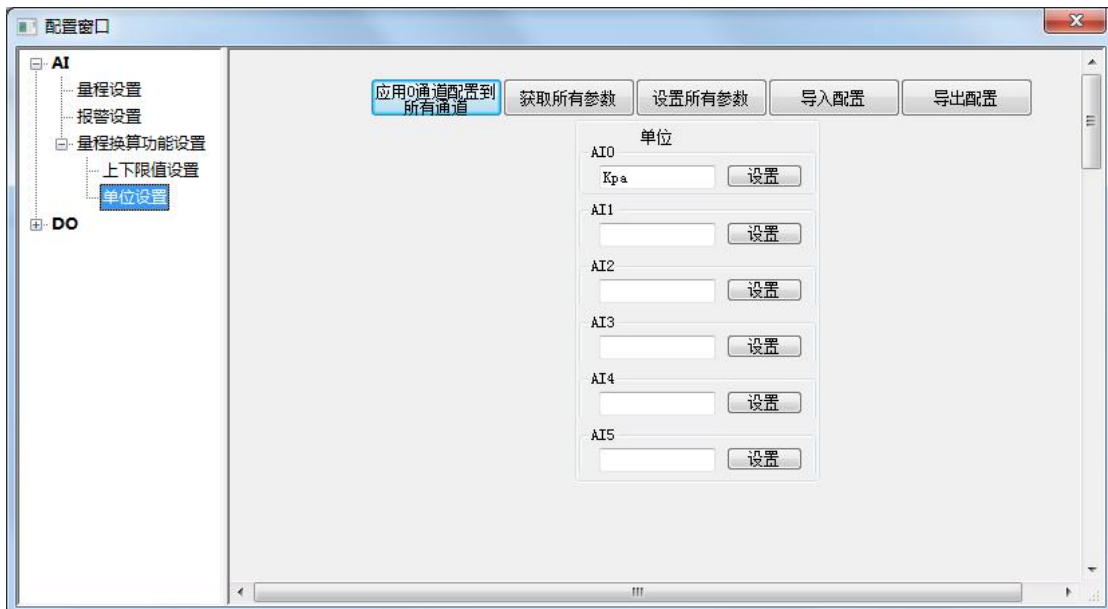 配置窗口
AI
量程设置
报警设置
量程换算功能设置
上下限值设置
单位设置
DO
应用0通道配置到
所有通道
获取所有参数
设置所有参数
导入配置
导出配置
单位
AI0
Kpa
设置
AI1
设置
AI2
设置
AI3
设置
AI4
设置
AI5
设置